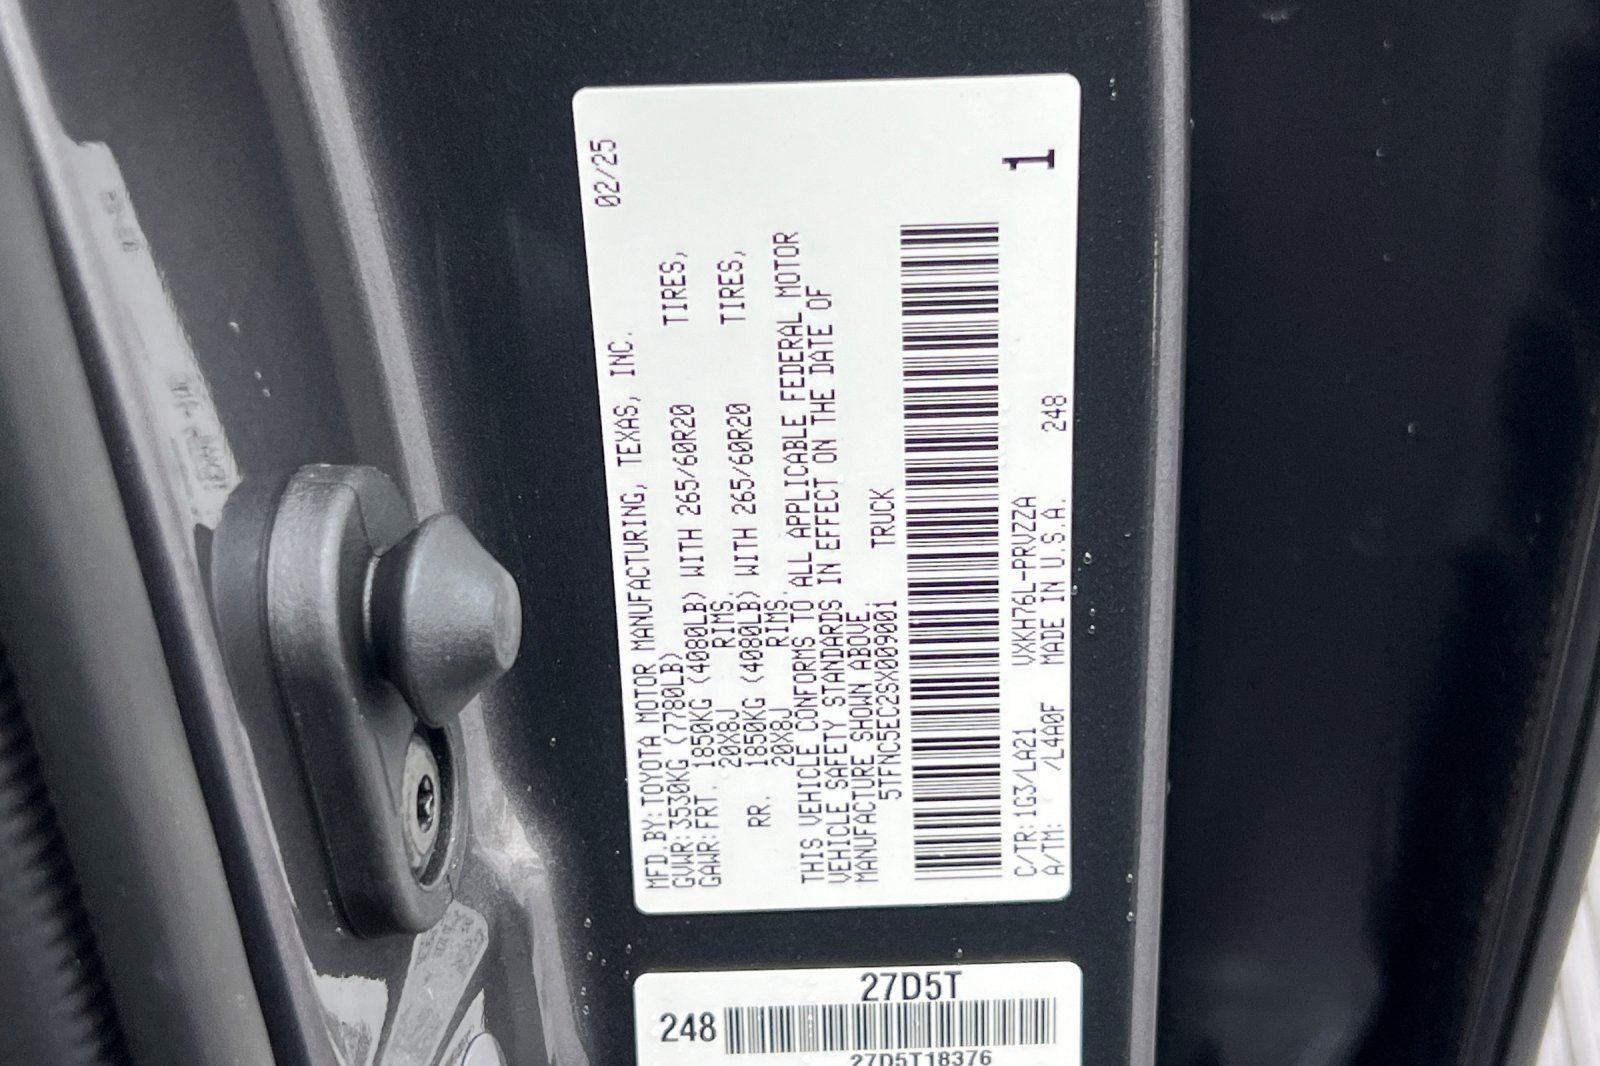 02/25
MFD.BY:TOYOTA MOTOR MANUFACTURING, TEXAS, INC.
GVWR:3530KG (7780LB)
GAWR:FRT. 1850KG (4080LB) WITH 265/60R20 TIRES,
20X8J RIMS.
RR. 1850KG (4080LB) WITH 265/60R20 TIRES,
20X8J RIMS.
THIS VEHICLE CONFORMS TO ALL APPLICABLE FEDERAL MOTOR
VEHICLE SAFETY STANDARDS IN EFFECT ON THE DATE OF
MANUFACTURE SHOWN ABOVE.
5TFNC5EC2SX009001 TRUCK
1
C/TR:1G3/LA21 VXKH76L-PRVZZA 248
A/TM: /L4A0F MADE IN U.S.A.
27D5T
248
27D5T18376